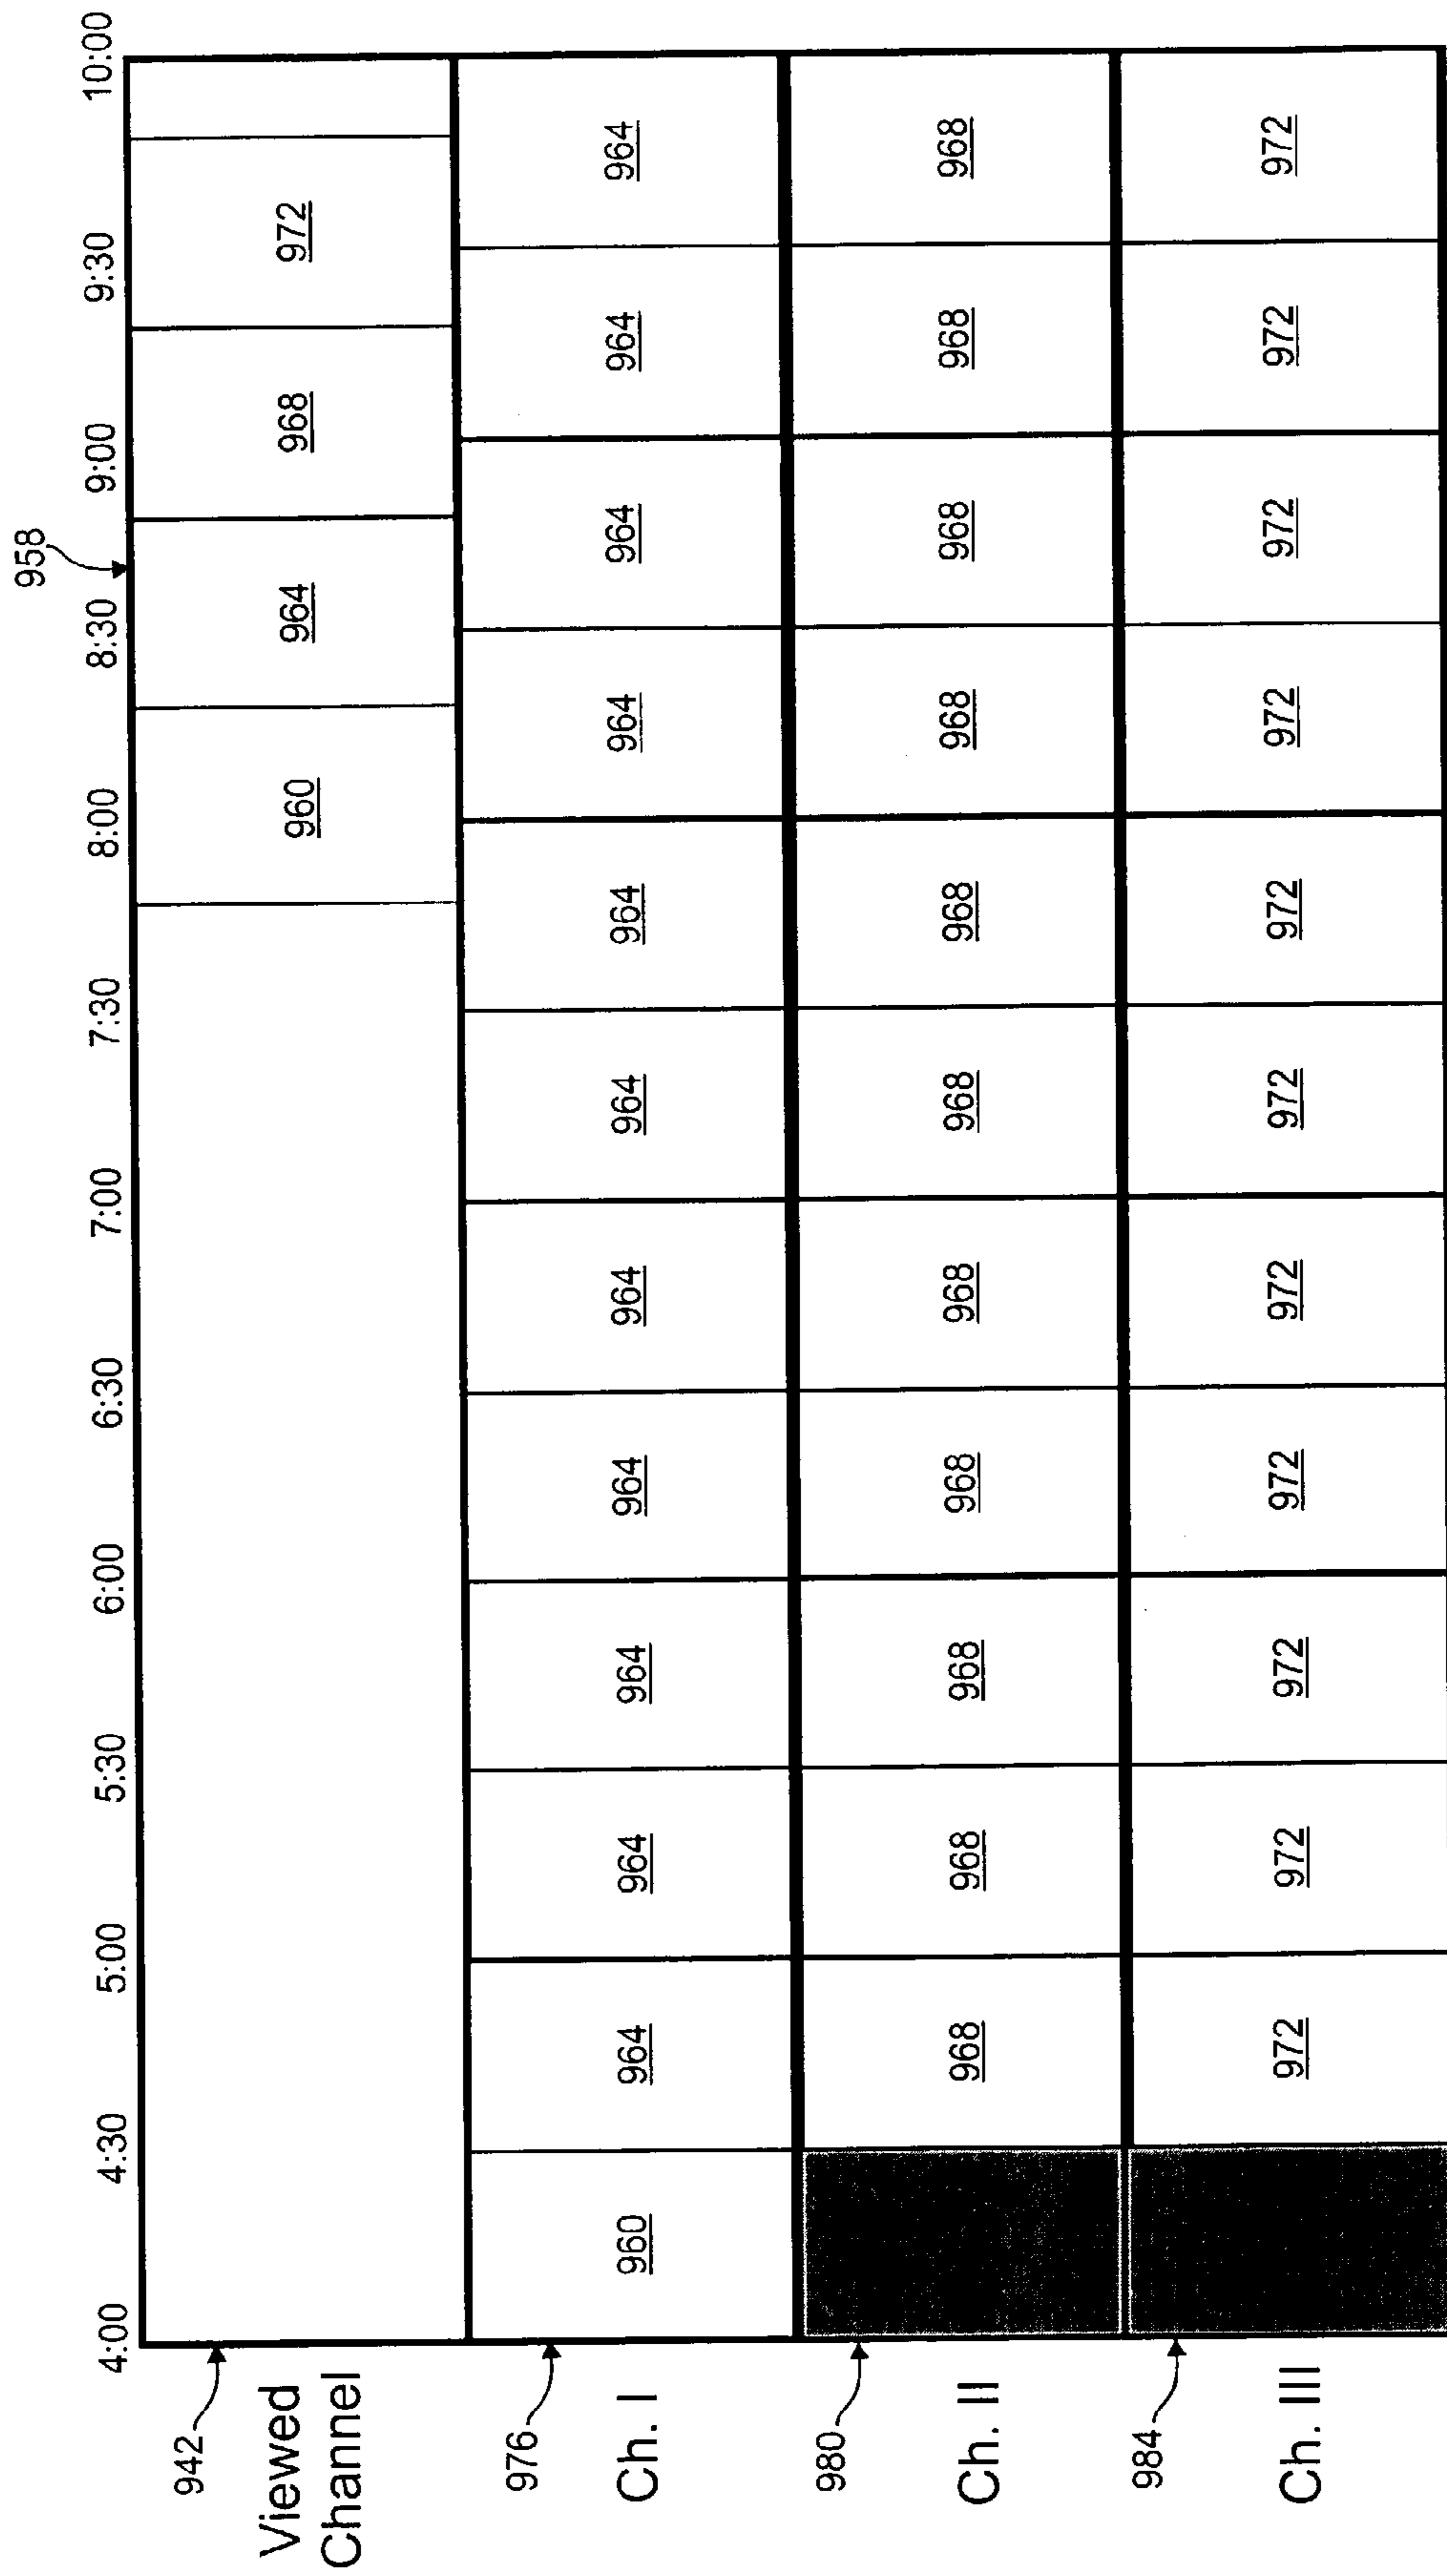 958
4:00 4:30 5:00 5:30 6:00 6:30 7:00 7:30 8:00 8:30 9:00 9:30 10:00
942
Viewed
Channel
960 964 968 972
976
Ch. I
960 964 964 964 964 964 964 964 964 964 964 964
980
Ch. II
968 968 968 968 968 968 968 968 968 968 968
984
Ch. III
972 972 972 972 972 972 972 972 972 972 972